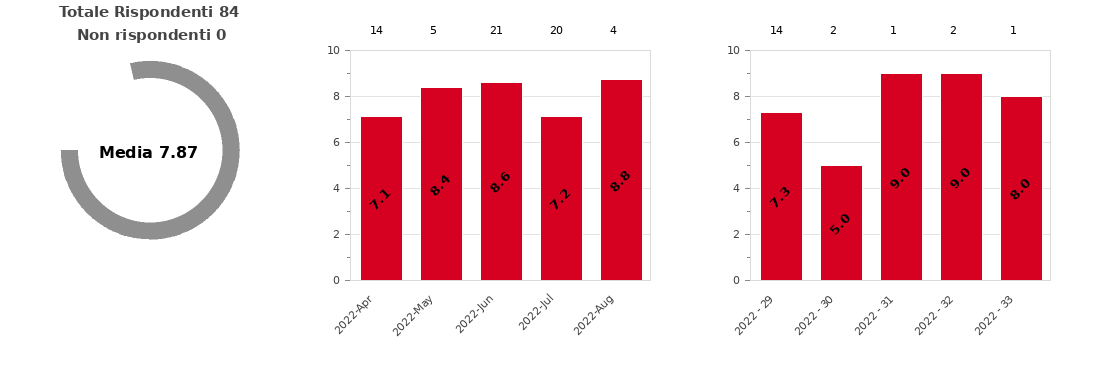 Totale Rispondenti 84
Non rispondenti 0
Media 7.87
14 5 21 20 4
10
8
6
4
2
0
7.1 8.4 8.6 7.2 8.8
2022-Apr 2022-May 2022-Jun 2022-Jul 2022-Aug
14 2 1 2 1
10
8
6
4
2
0
7.3 5.0 9.0 9.0 8.0
2022 - 29 2022 - 30 2022 - 31 2022 - 32 2022 - 33